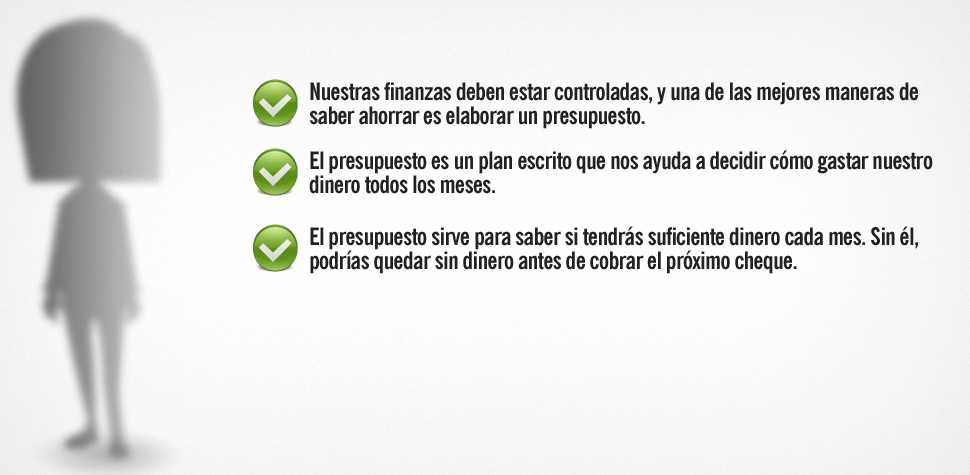 Nuestras finanzas deben estar controladas, y una de las mejores maneras de
saber ahorrar es elaborar un presupuesto.
El presupuesto es un plan escrito que nos ayuda a decidir cómo gastar nuestro
dinero todos los meses.
El presupuesto sirve para saber si tendrás suficiente dinero cada mes. Sin él,
podrías quedar sin dinero antes de cobrar el próximo cheque.